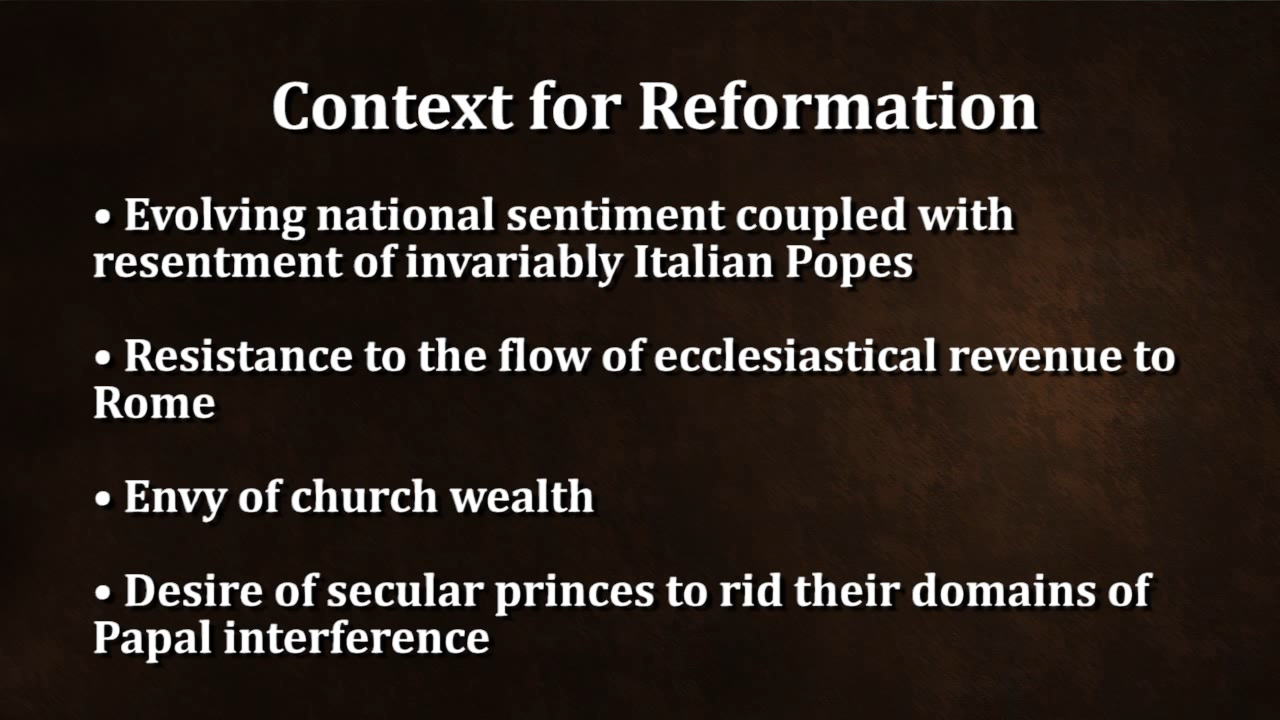 Context for Reformation
• Evolving national sentiment coupled with
resentment of invariably Italian Popes
• Resistance to the flow of ecclesiastical revenue to
Rome
• Envy of church wealth
• Desire of secular princes to rid their domains of
Papal interference